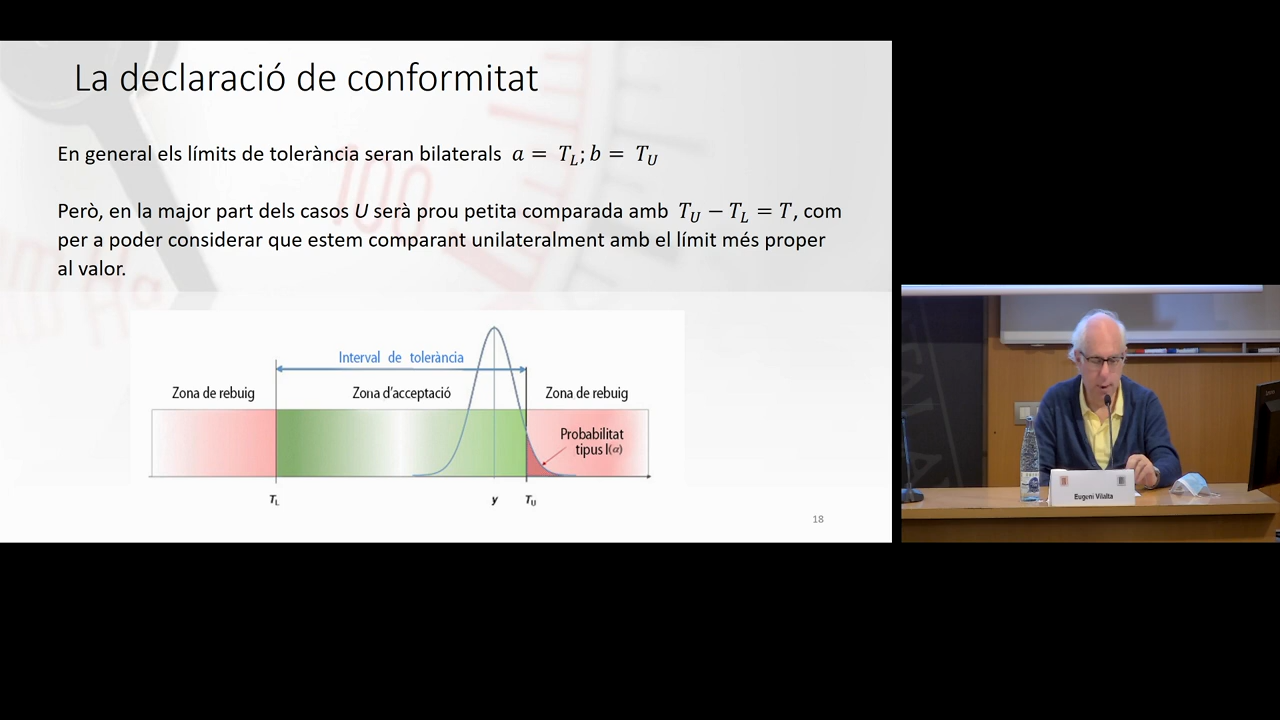 La declaració de conformitat
En general els límits de tolerància seran bilaterals a = T_L; b = T_U
Però, en la major part dels casos U serà prou petita comparada amb T_U − T_L = T, com
per a poder considerar que estem comparant unilateralment amb el límit més proper
al valor.
Interval de tolerància
Zona de rebuig
Zona d'acceptació
Zona de rebuig
Probabilitat
tipus I(α)
T_L
y
T_U
18
100
Eugeni Vilalta